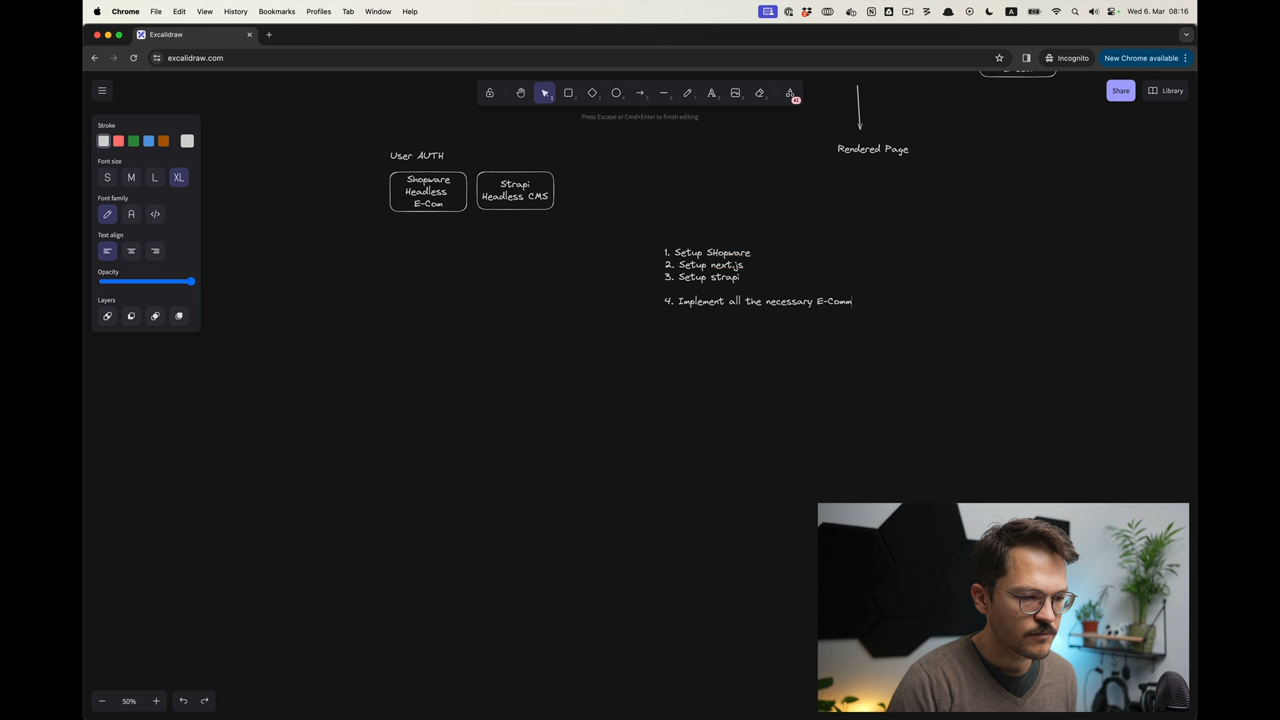 Chrome File Edit View History Bookmarks Profiles Tab Window Help
A
Wed 6. Mar 08:16
Excalidraw
excalidraw.com
Incognito
New Chrome available
Share
Library
Press Escape or Cmd+Enter to finish editing
Stroke
Font size
S M L XL
Font family
A
Text align
Opacity
Layers
Rendered Page
User AUTH
Shopware
Headless
E-Com
Strapi
Headless CMS
1. Setup SHopware
2. Setup next.js
3. Setup strapi
4. Implement all the necessary E-Comm
50%